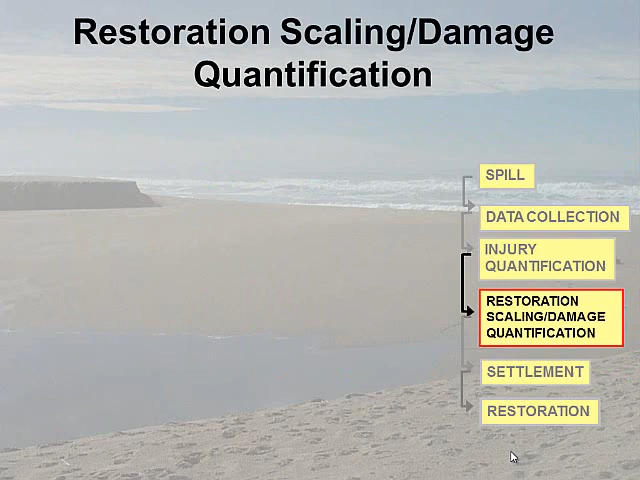 Restoration Scaling/Damage
Quantification
SPILL
DATA COLLECTION
INJURY
QUANTIFICATION
RESTORATION
SCALING/DAMAGE
QUANTIFICATION
SETTLEMENT
RESTORATION